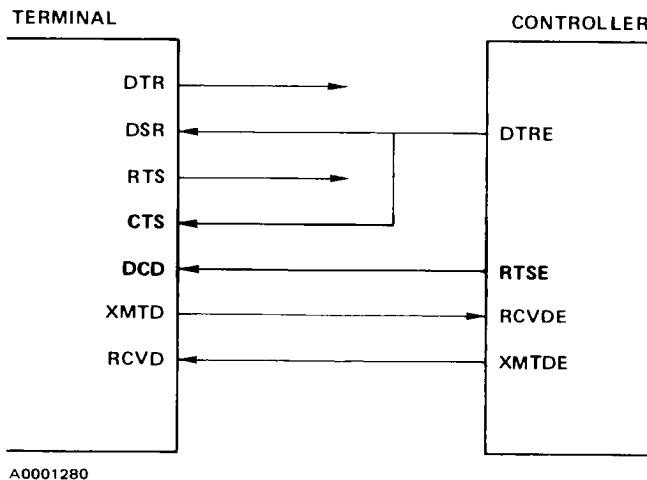 TERMINAL
CONTROLLER
DTR
DSR
DTRE
RTS
CTS
DCD
RTSE
XMTD
RCVDE
RCVD
XMTDE
A0001280